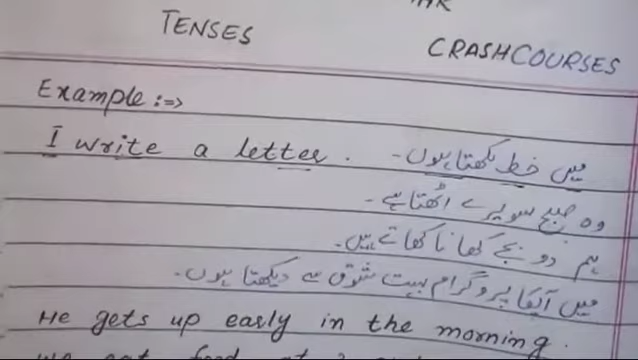 TENSES
CRASHCOURSES
Example :⇒
I write a letter. میں خط لکھتا ہوں۔
وہ صبح سویرے اٹھتا ہے۔
ہم دو بجے کھانا کھاتے ہیں۔
میں آپکا پروگرام بہت شوق سے دیکھتا ہوں۔
He gets up easly in the morning.